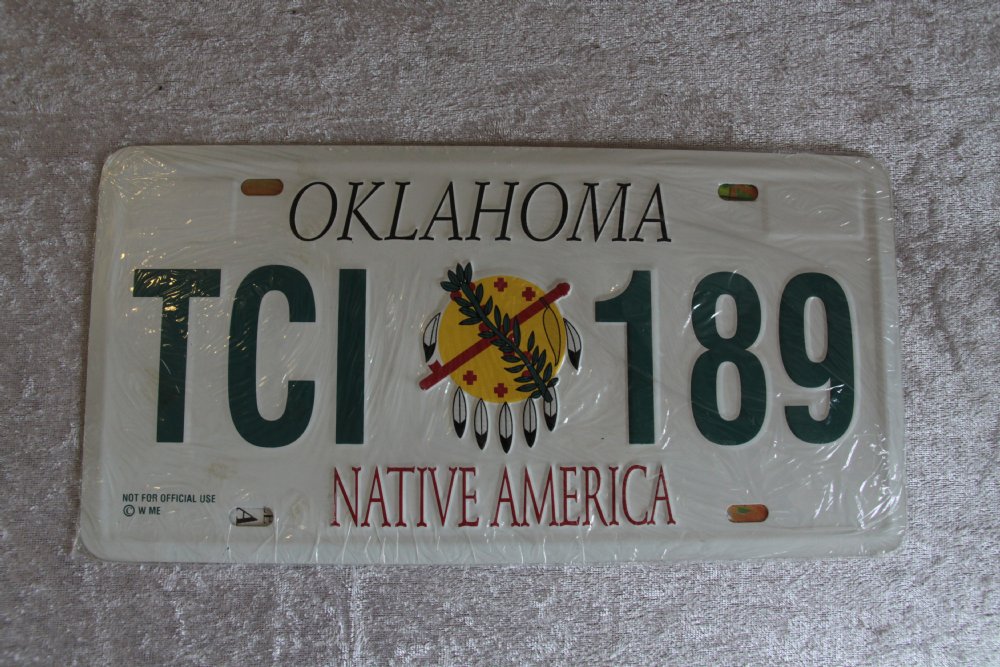 OKLAHOMA
TCI 189
NATIVE AMERICA
NOT FOR OFFICIAL USE
© W ME